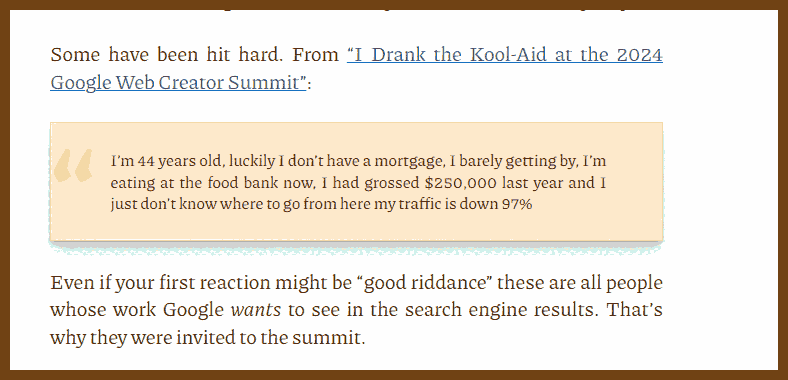 Some have been hit hard. From “I Drank the Kool-Aid at the 2024
Google Web Creator Summit”:
I’m 44 years old, luckily I don’t have a mortgage, I barely getting by, I’m
eating at the food bank now, I had grossed $250,000 last year and I
just don’t know where to go from here my traffic is down 97%
Even if your first reaction might be “good riddance” these are all people
whose work Google wants to see in the search engine results. That’s
why they were invited to the summit.